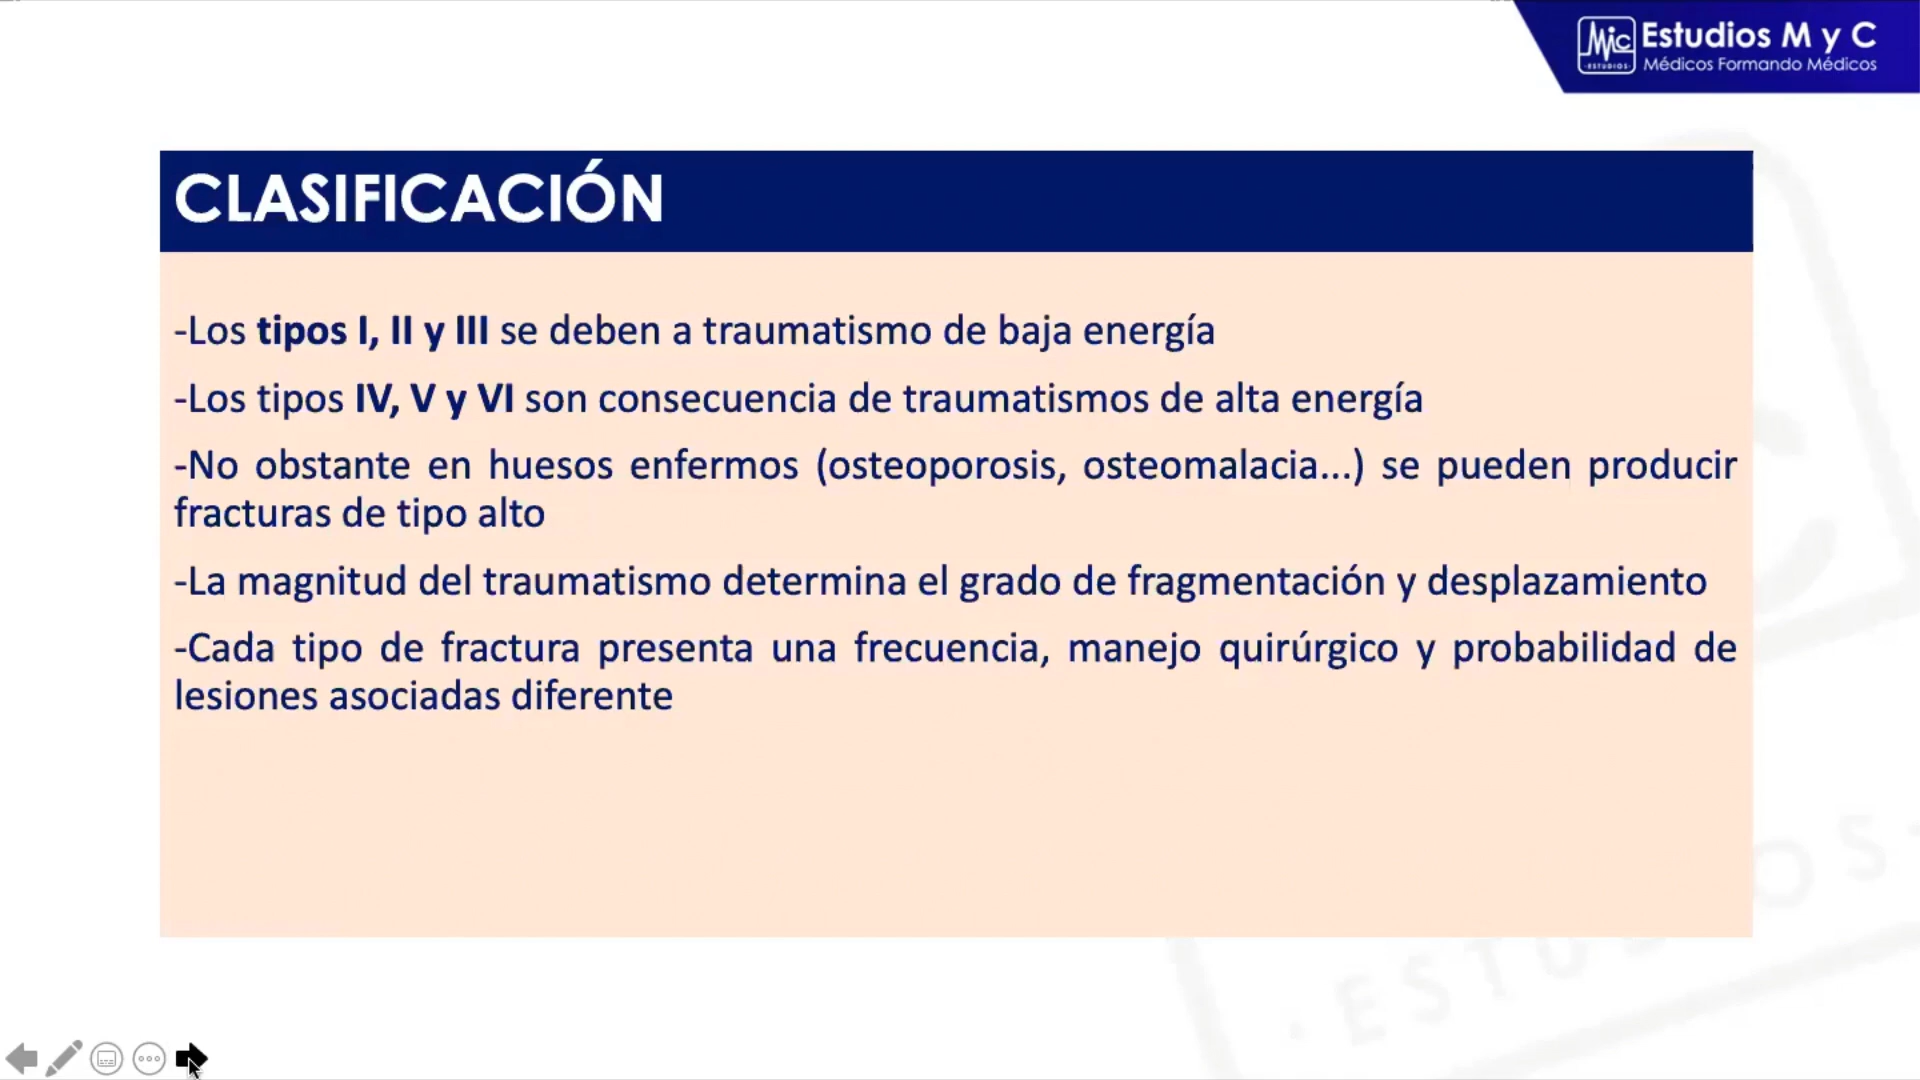 Mic
·ESTUDIOS·
Estudios M y C
Médicos Formando Médicos
CLASIFICACIÓN
-Los tipos I, II y III se deben a traumatismo de baja energía
-Los tipos IV, V y VI son consecuencia de traumatismos de alta energía
-No obstante en huesos enfermos (osteoporosis, osteomalacia...) se pueden producir
fracturas de tipo alto
-La magnitud del traumatismo determina el grado de fragmentación y desplazamiento
-Cada tipo de fractura presenta una frecuencia, manejo quirúrgico y probabilidad de
lesiones asociadas diferente
·ESTUDIOS·